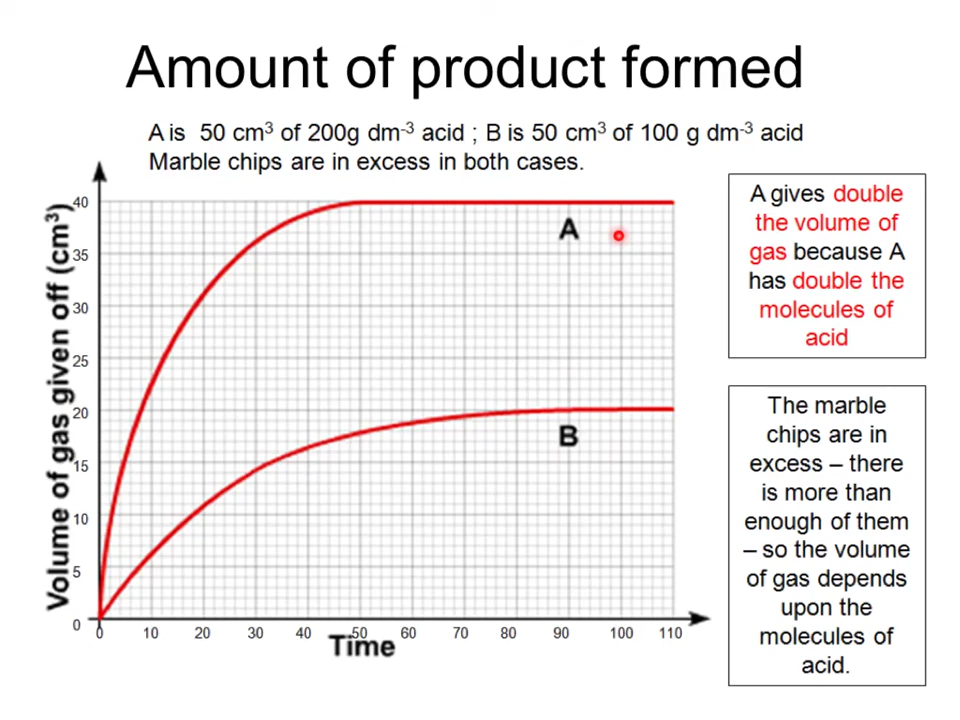 Amount of product formed
A is 50 cm³ of 200g dm⁻³ acid ; B is 50 cm³ of 100 g dm⁻³ acid
Marble chips are in excess in both cases.
Volume of gas given off (cm³)
40
35
30
25
20
15
10
5
0
A
B
0 10 20 30 40 50 60 70 80 90 100 110
Time
A gives double
the volume of
gas because A
has double the
molecules of
acid
The marble
chips are in
excess – there
is more than
enough of them
– so the volume
of gas depends
upon the
molecules of
acid.